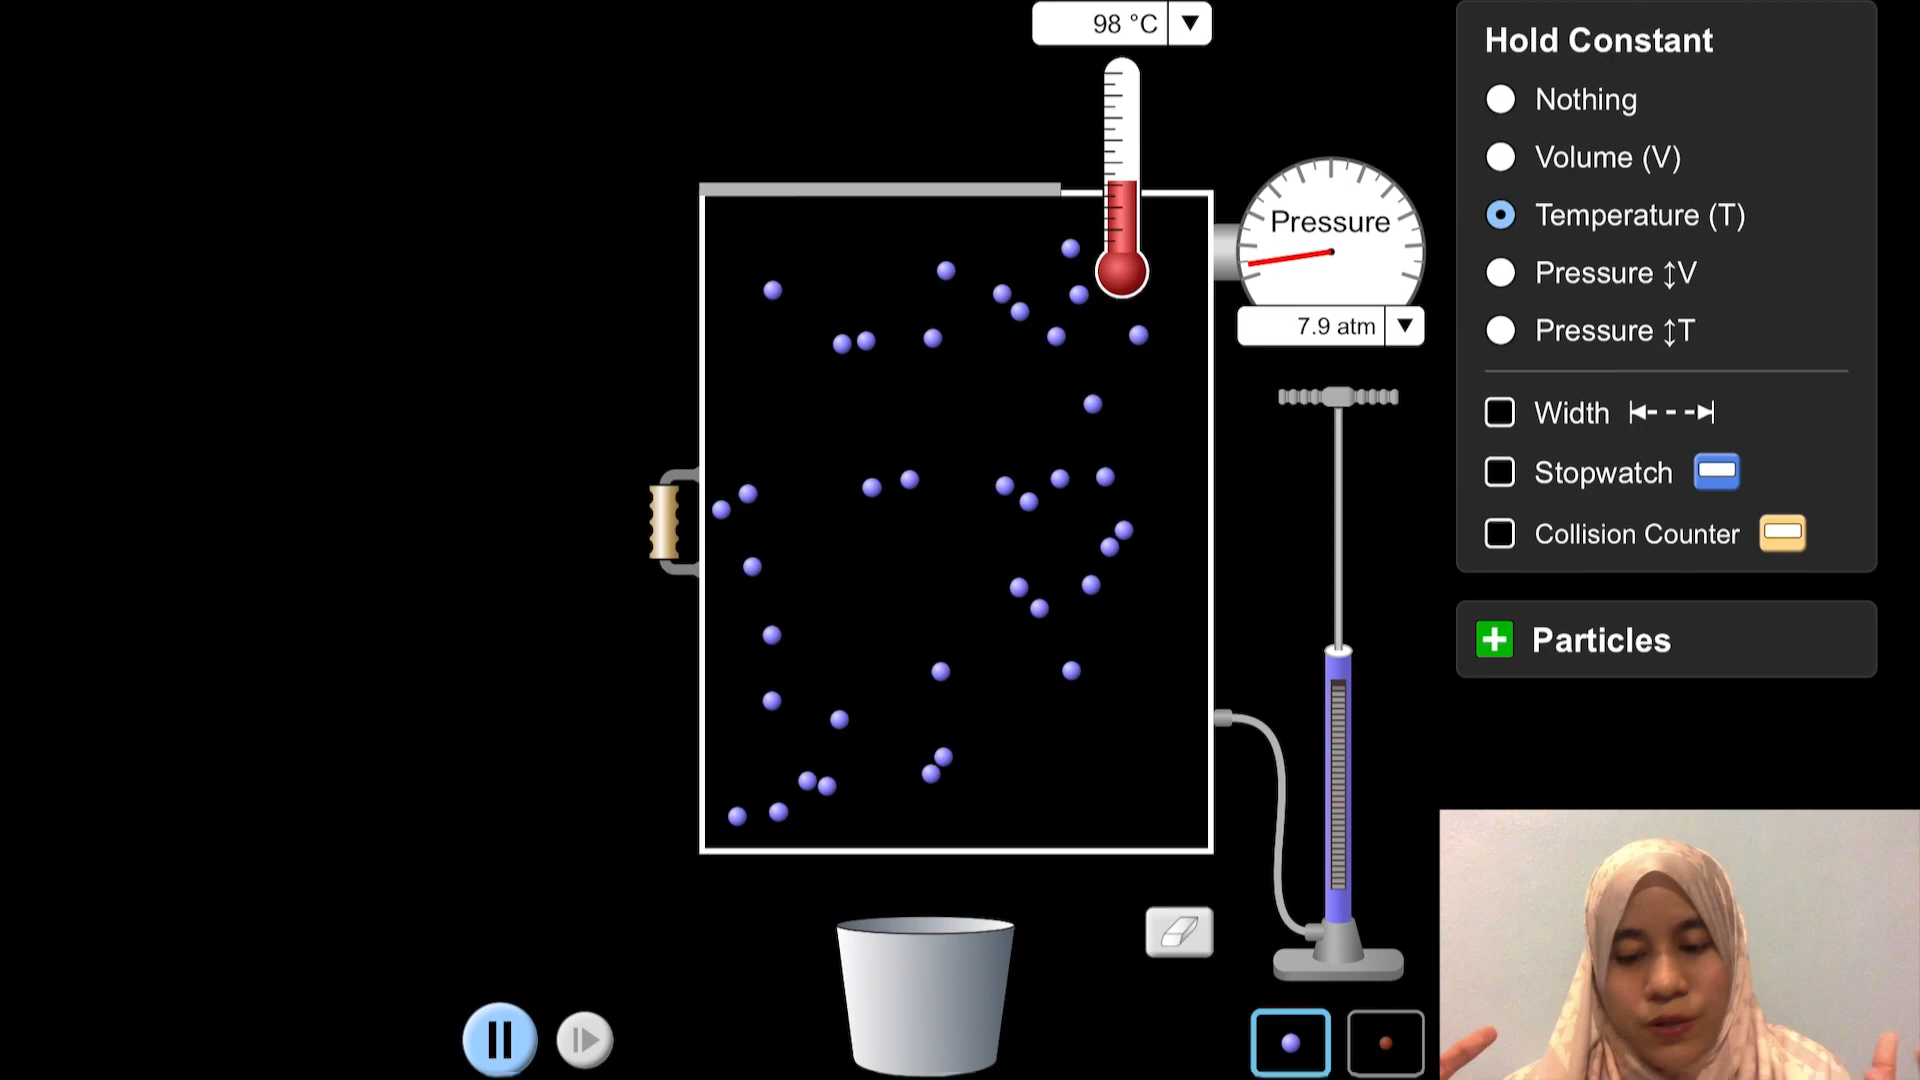 98 °C ▼
Pressure
7.9 atm ▼
Hold Constant
Nothing
Volume (V)
Temperature (T)
Pressure ↕V
Pressure ↕T
Width
Stopwatch
Collision Counter
Particles